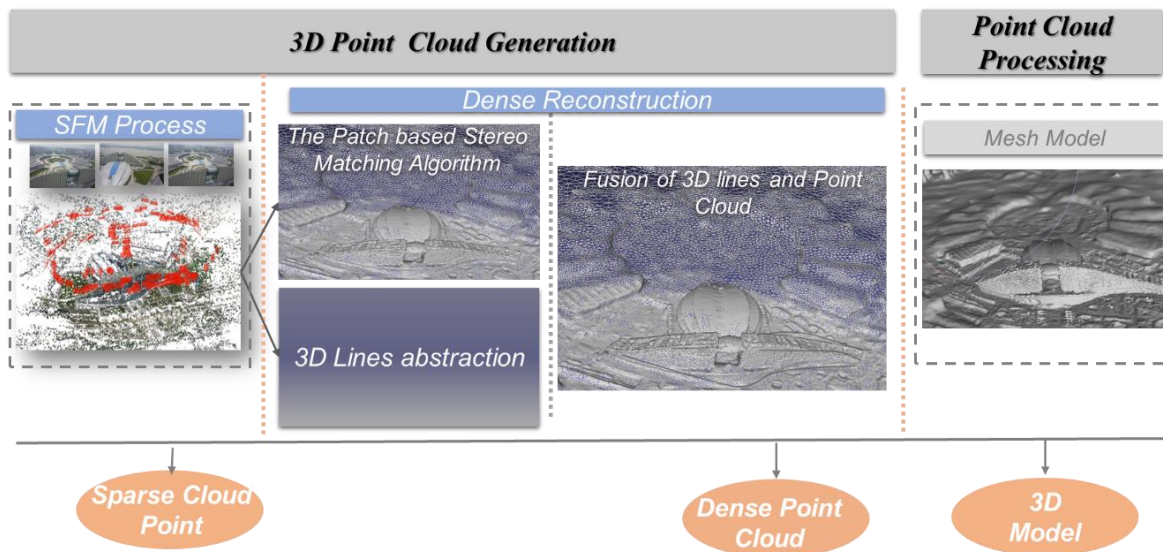 3D Point Cloud Generation
Point Cloud
Processing
SFM Process
Dense Reconstruction
The Patch based Stereo
Matching Algorithm
3D Lines abstraction
Fusion of 3D lines and Point
Cloud
Mesh Model
Sparse Cloud
Point
Dense Point
Cloud
3D
Model